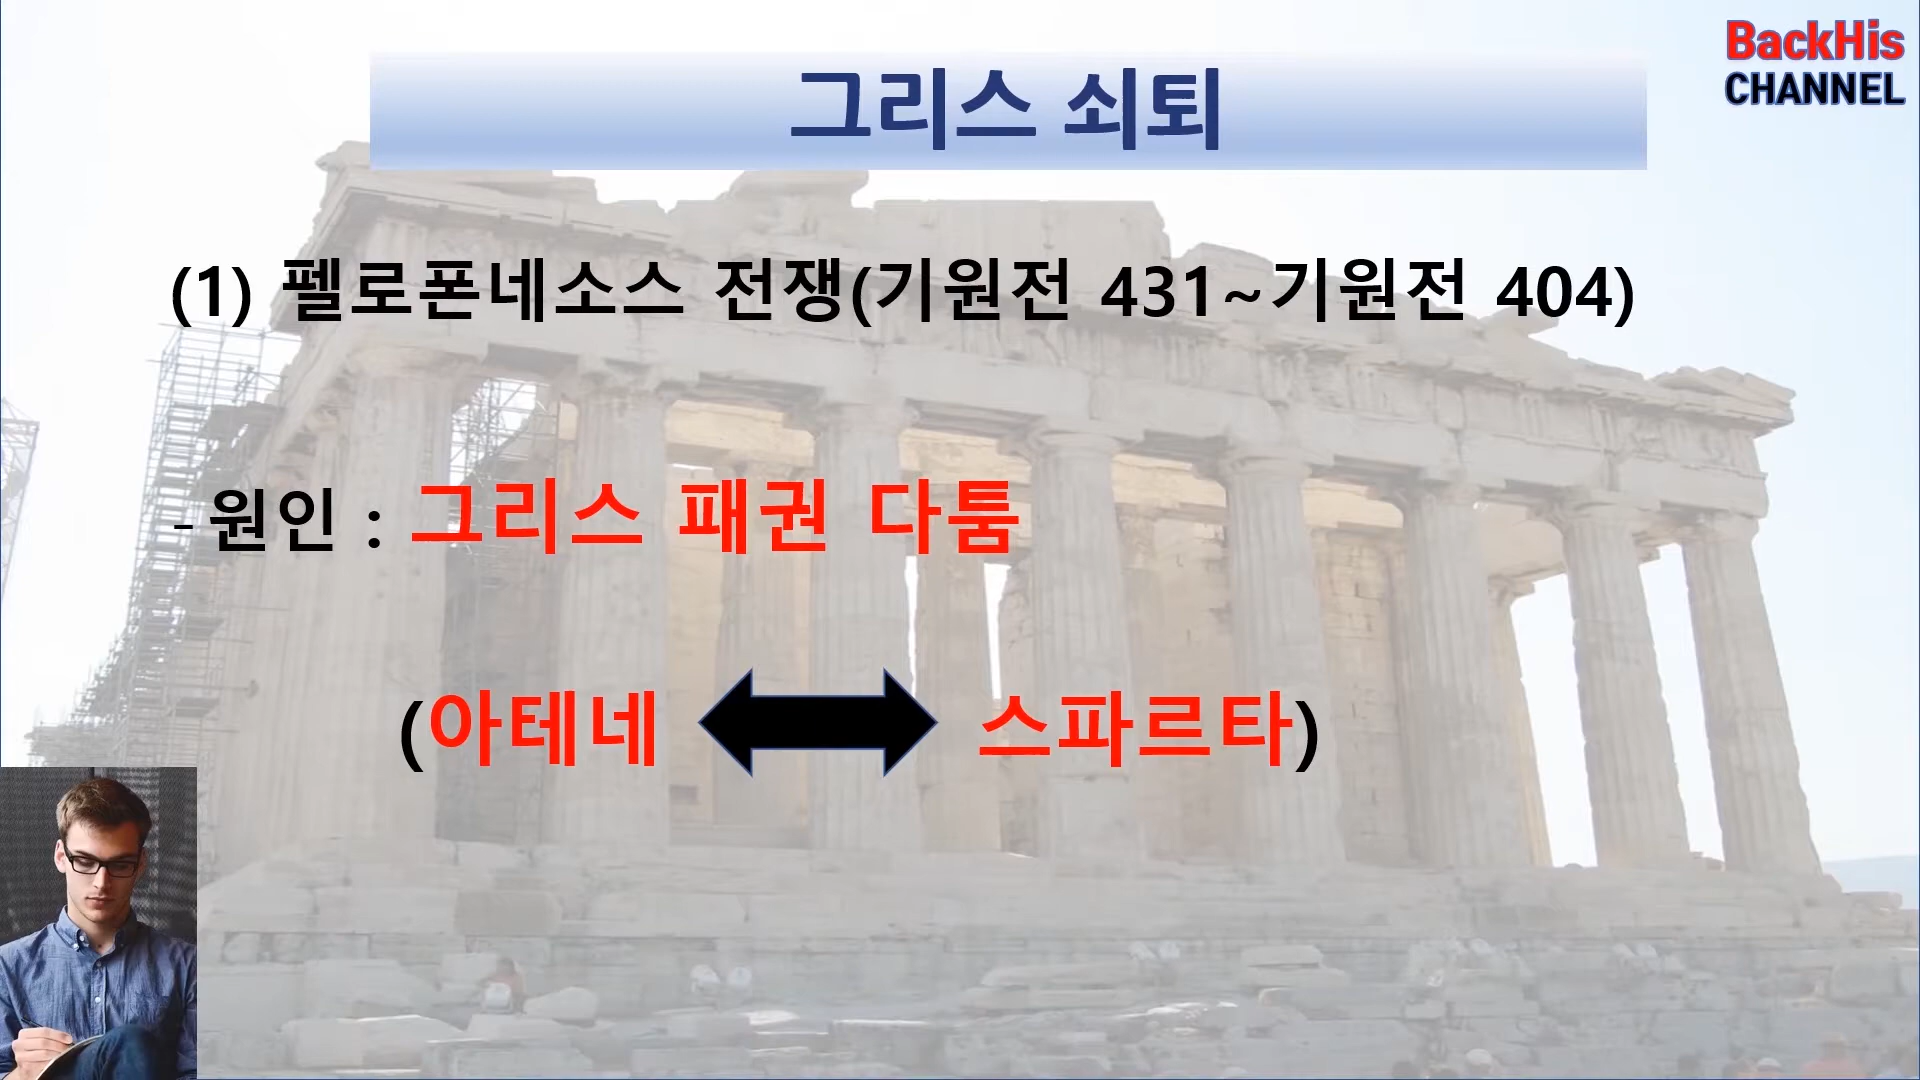 BackHis
CHANNEL
그리스 쇠퇴
(1) 펠로폰네소스 전쟁(기원전 431~기원전 404)
- 원인 : 그리스 패권 다툼
(아테네 스파르타)